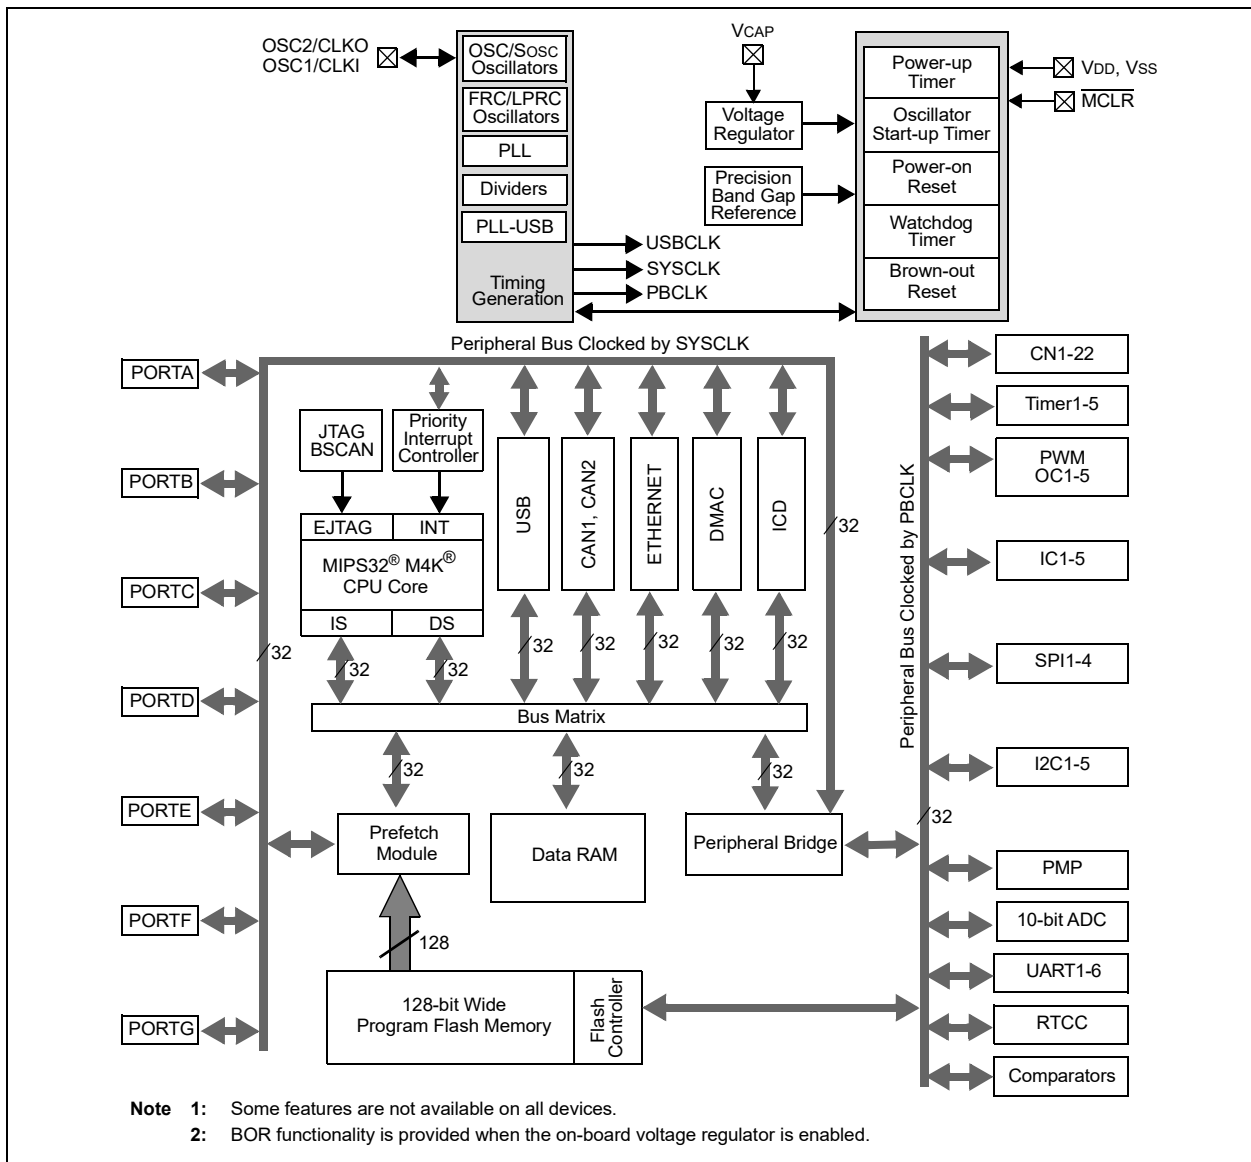 OSC2/CLKO
OSC1/CLKI
OSC/SOSC
Oscillators
FRC/LPRC
Oscillators
PLL
Dividers
PLL-USB
Timing
Generation
USBCLK
SYSCLK
PBCLK
VCAP
Voltage
Regulator
Precision
Band Gap
Reference
Power-up
Timer
Oscillator
Start-up Timer
Power-on
Reset
Watchdog
Timer
Brown-out
Reset
VDD, VSS
MCLR
Peripheral Bus Clocked by SYSCLK
PORTA
PORTB
PORTC
PORTD
PORTE
PORTF
PORTG
32
JTAG
BSCAN
Priority
Interrupt
Controller
EJTAG
INT
MIPS32® M4K®
CPU Core
IS
DS
32
32
USB
CAN1, CAN2
ETHERNET
DMAC
ICD
32
32
32
32
32
32
Bus Matrix
32
32
32
Prefetch
Module
Data RAM
Peripheral Bridge
128
128-bit Wide
Program Flash Memory
Flash
Controller
Peripheral Bus Clocked by PBCLK
32
CN1-22
Timer1-5
PWM
OC1-5
IC1-5
SPI1-4
I2C1-5
PMP
10-bit ADC
UART1-6
RTCC
Comparators
Note 1: Some features are not available on all devices.
2: BOR functionality is provided when the on-board voltage regulator is enabled.